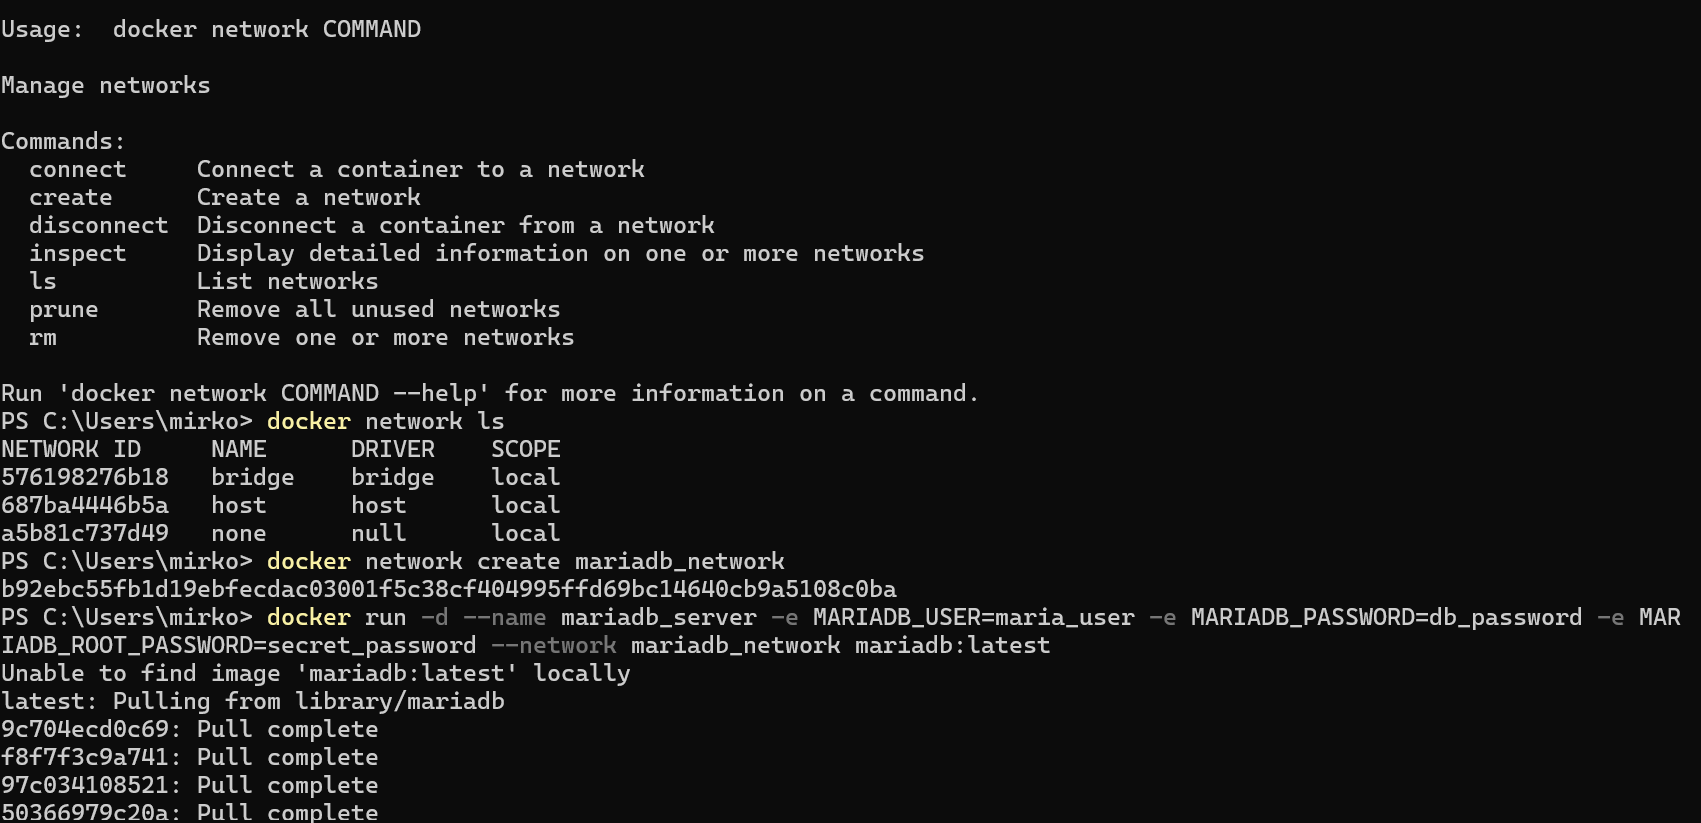 Usage:  docker network COMMAND
Manage networks
Commands:
  connect     Connect a container to a network
  create      Create a network
  disconnect  Disconnect a container from a network
  inspect     Display detailed information on one or more networks
  ls          List networks
  prune       Remove all unused networks
  rm          Remove one or more networks
Run 'docker network COMMAND --help' for more information on a command.
PS C:\Users\mirko> docker network ls
NETWORK ID     NAME      DRIVER    SCOPE
576198276b18   bridge    bridge    local
687ba4446b5a   host      host      local
a5b81c737d49   none      null      local
PS C:\Users\mirko> docker network create mariadb_network
b92ebc55fb1d19ebfecdac03001f5c38cf404995ffd69bc14640cb9a5108c0ba
PS C:\Users\mirko> docker run -d --name mariadb_server -e MARIADB_USER=maria_user -e MARIADB_PASSWORD=db_password -e MAR
IADB_ROOT_PASSWORD=secret_password --network mariadb_network mariadb:latest
Unable to find image 'mariadb:latest' locally
latest: Pulling from library/mariadb
9c704ecd0c69: Pull complete
f8f7f3c9a741: Pull complete
97c034108521: Pull complete
50366979c20a: Pull complete